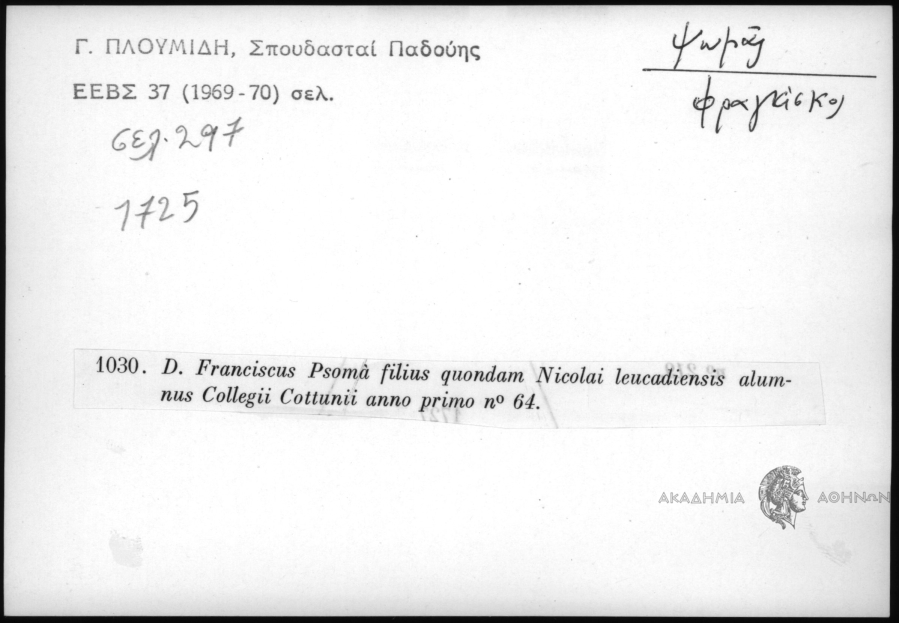 Γ. ΠΛΟΥΜΙΔΗ, Σπουδασταί Παδούης
ΕΕΒΣ 37 (1969-70) σελ.
σελ. 297
1725
Ψωμᾶς
Φραγκίσκος
1030. D. Franciscus Psomà filius quondam Nicolai leucadiensis alum-
nus Collegii Cottunii anno primo nº 64.
ΑΚΑΔΗΜΙΑ ΑΘΗΝΩΝ